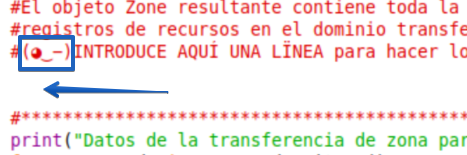 #El objeto Zone resultante contiene toda la
#registros de recursos en el dominio transfe
#(◕‿−)INTRODUCE AQUÍ UNA LÏNEA para hacer lo
#*******************************************
print("Datos de la transferencia de zona par